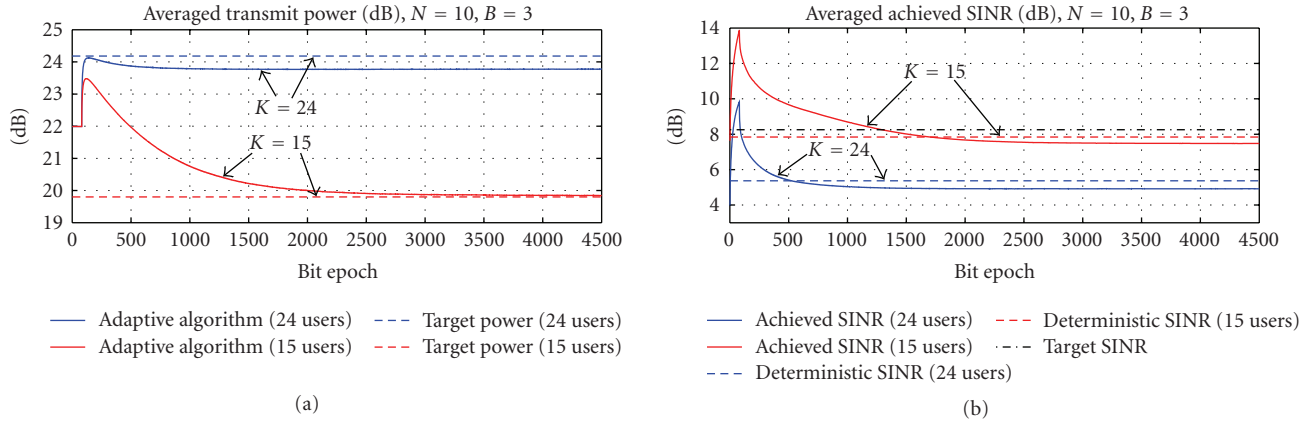 Averaged transmit power (dB), N = 10, B = 3
25
24
23
22
21
20
19
(dB)
K = 24
K = 15
0 500 1000 1500 2000 2500 3000 3500 4000 4500
Bit epoch
Adaptive algorithm (24 users)
Adaptive algorithm (15 users)
Target power (24 users)
Target power (15 users)
(a)
Averaged achieved SINR (dB), N = 10, B = 3
14
12
10
8
6
4
(dB)
K = 15
K = 24
0 500 1000 1500 2000 2500 3000 3500 4000 4500
Bit epoch
Achieved SINR (24 users)
Achieved SINR (15 users)
Deterministic SINR (24 users)
Deterministic SINR (15 users)
Target SINR
(b)